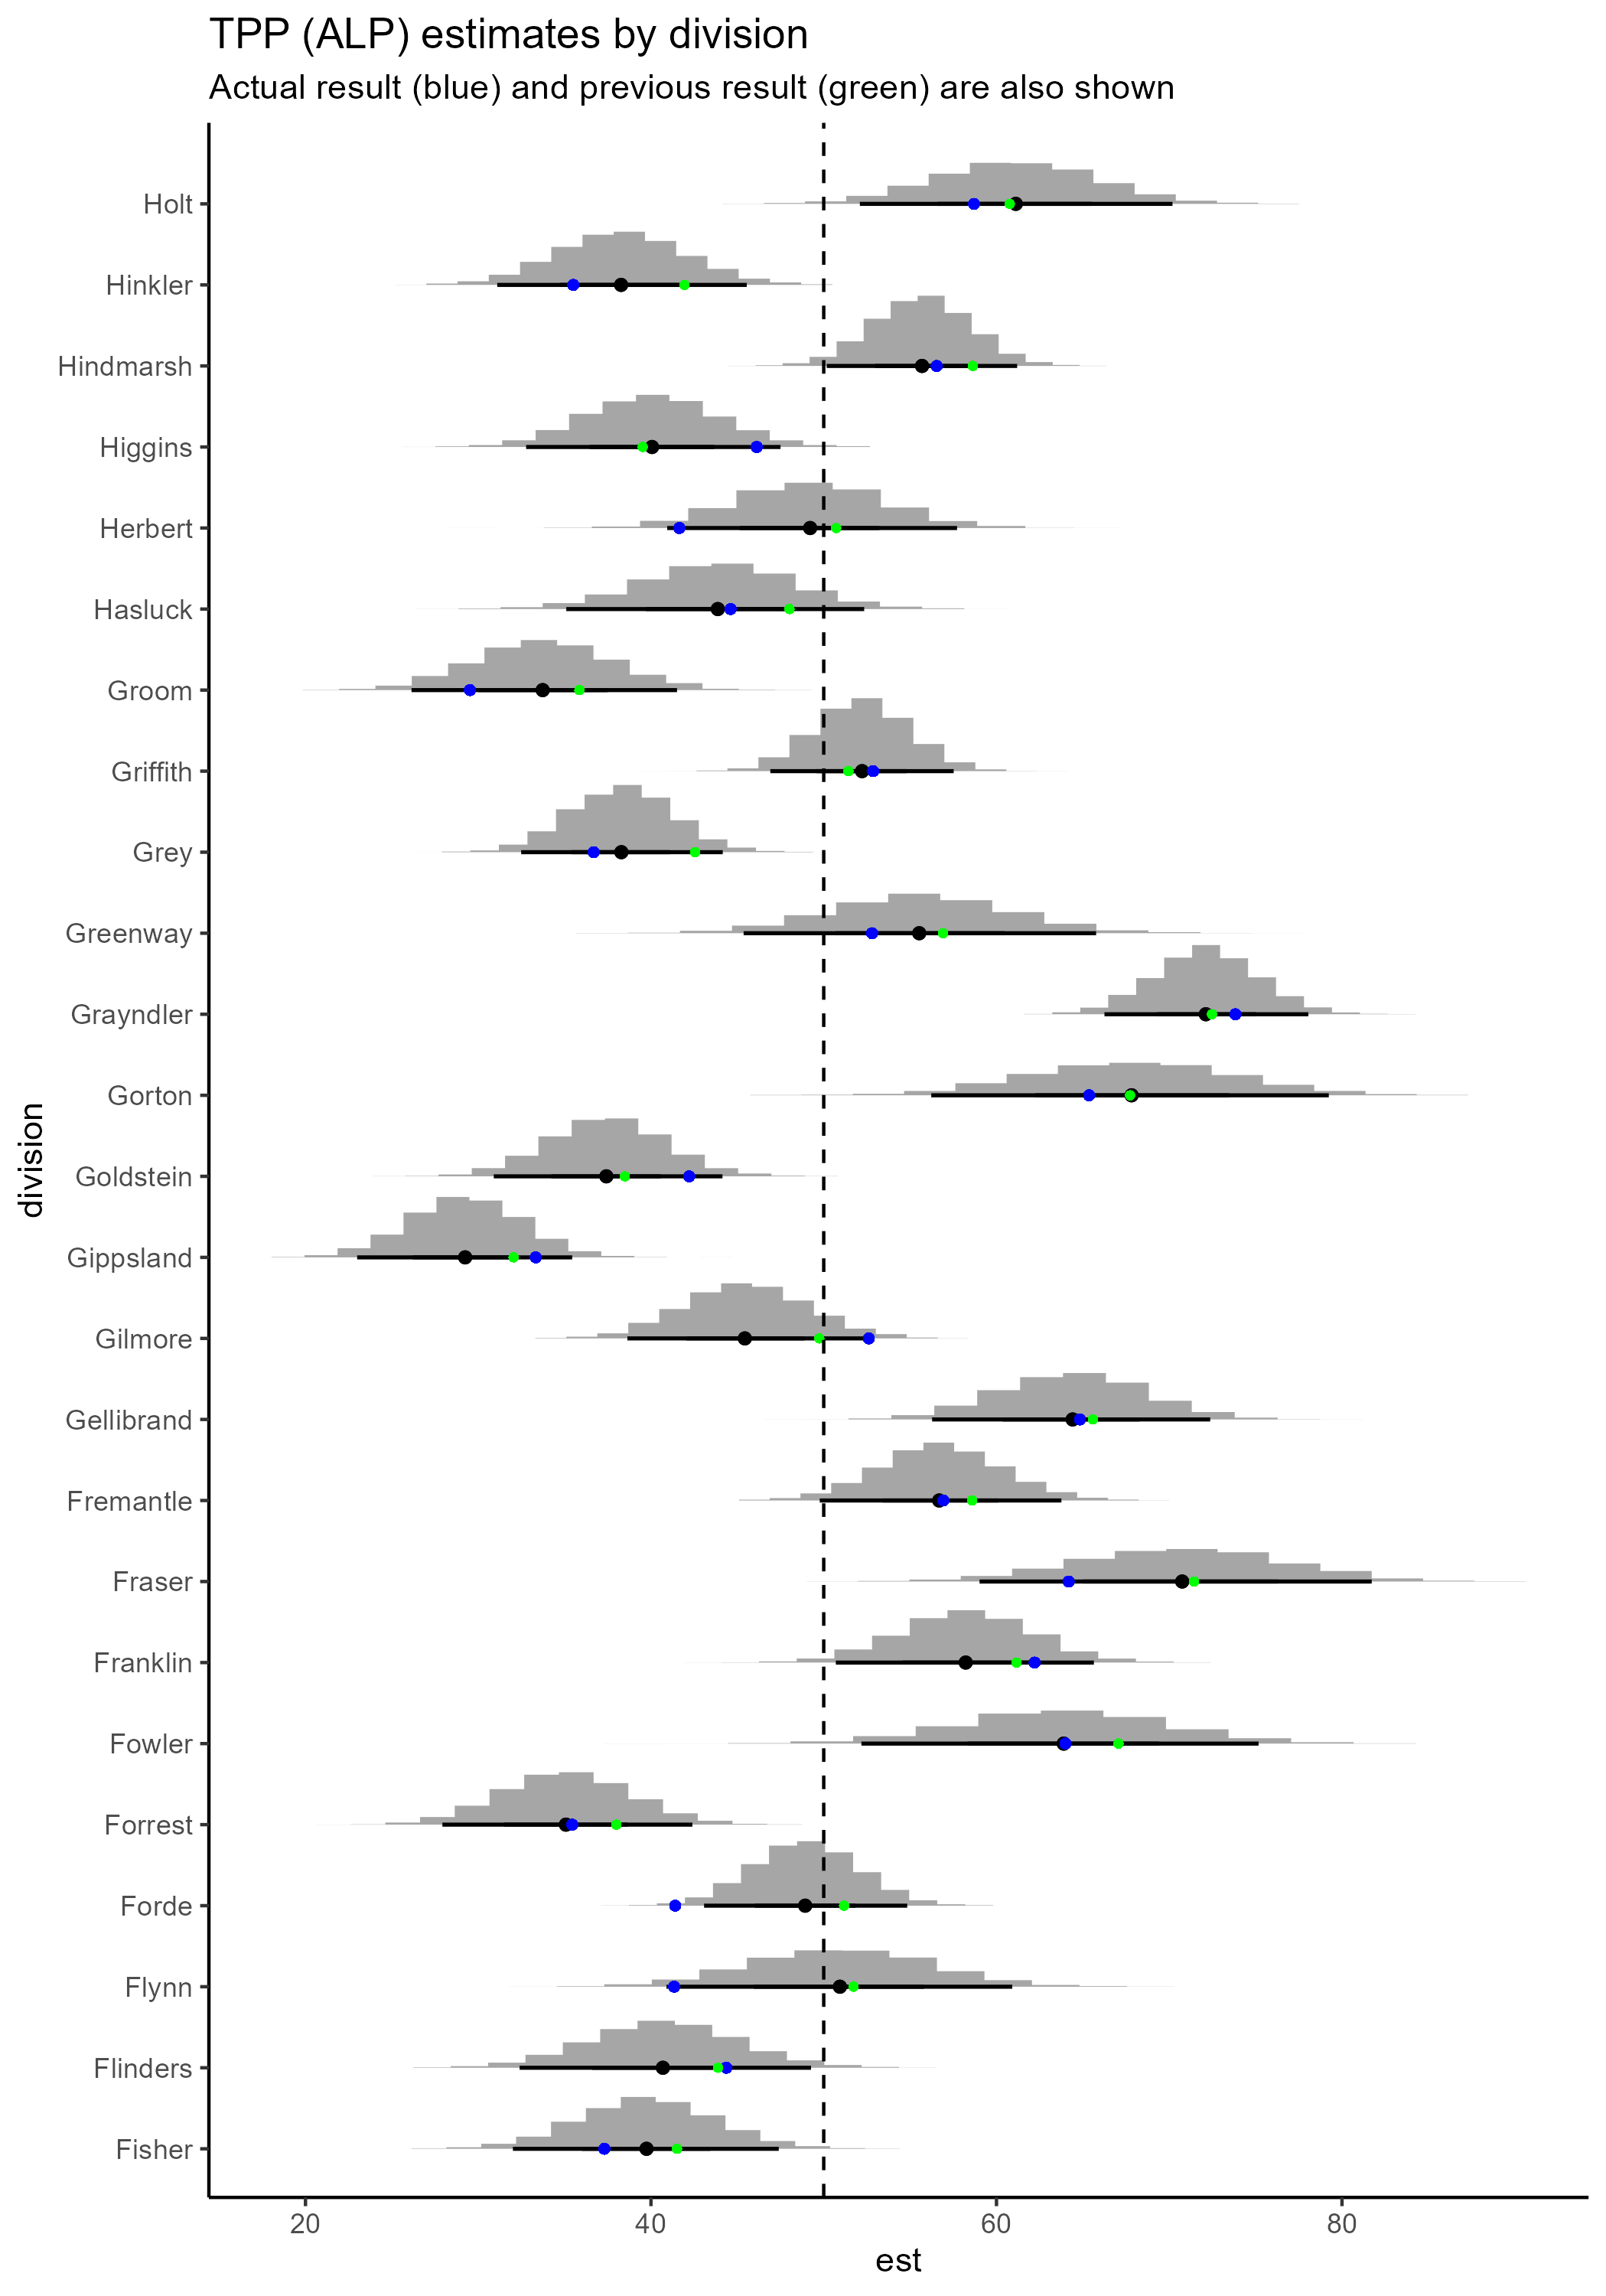 TPP (ALP) estimates by division
Actual result (blue) and previous result (green) are also shown
Holt
Hinkler
Hindmarsh
Higgins
Herbert
Hasluck
Groom
Griffith
Grey
Greenway
Grayndler
Gorton
Goldstein
Gippsland
Gilmore
Gellibrand
Fremantle
Fraser
Franklin
Fowler
Forrest
Forde
Flynn
Flinders
Fisher
division
20 40 60 80
est